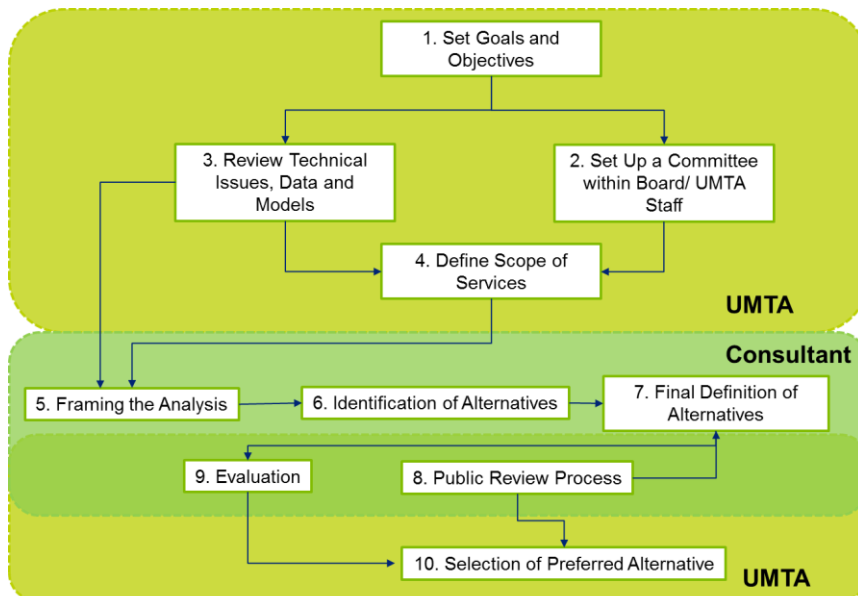 1. Set Goals and
Objectives
3. Review Technical
Issues, Data and
Models
2. Set Up a Committee
within Board/ UMTA
Staff
4. Define Scope of
Services
UMTA
Consultant
5. Framing the Analysis
6. Identification of Alternatives
7. Final Definition of
Alternatives
9. Evaluation
8. Public Review Process
10. Selection of Preferred Alternative
UMTA